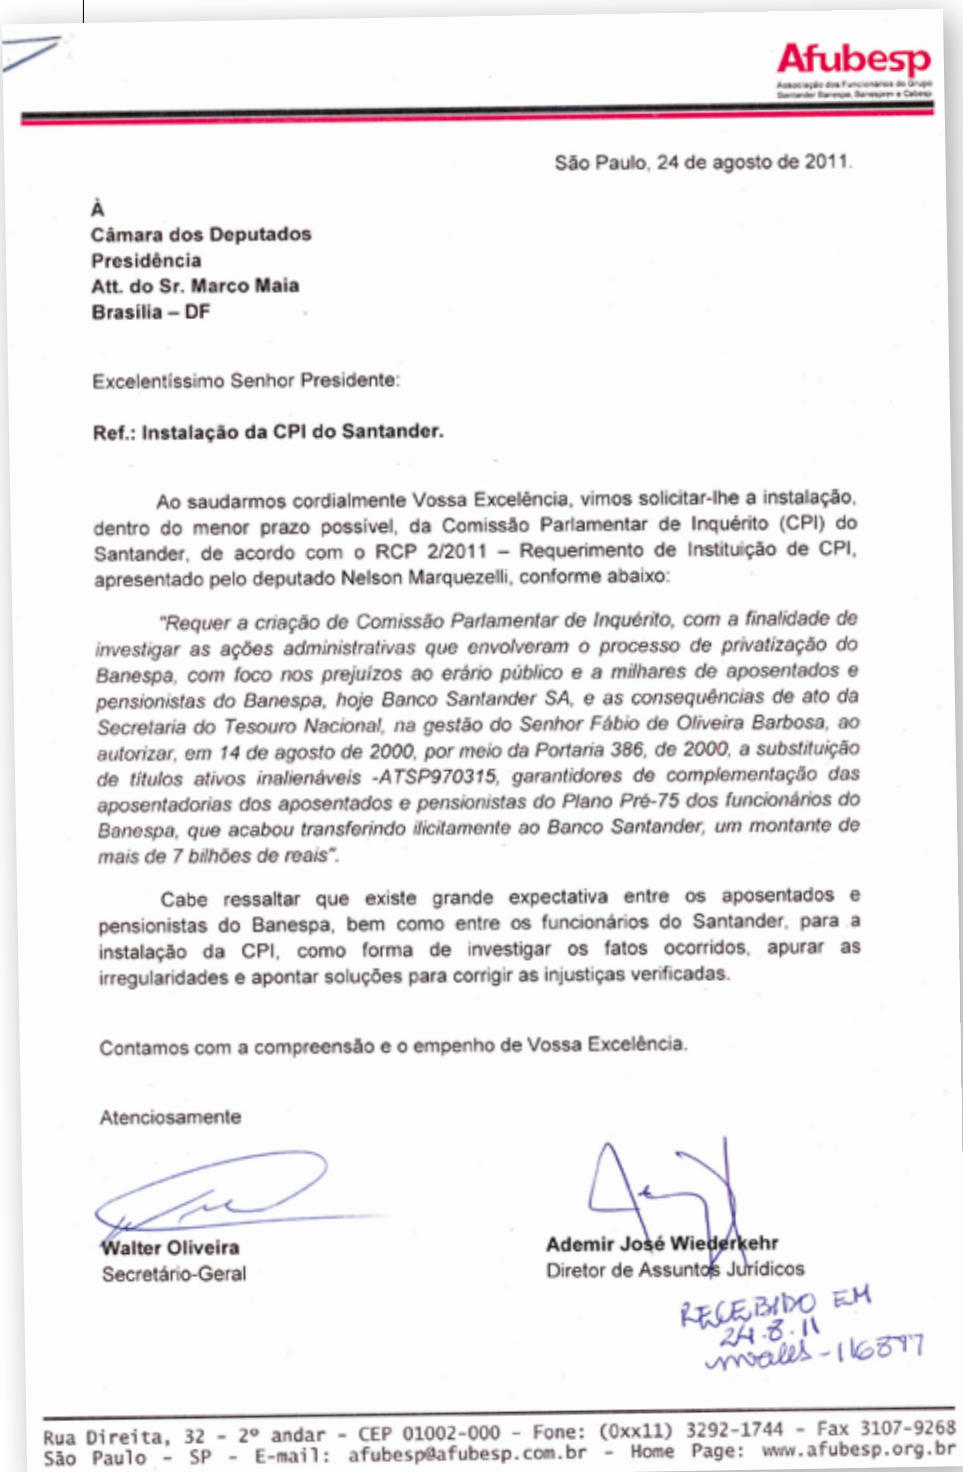 Afubesp
Associação dos Funcionários do Grupo
Santander Banespa, Banesprev e Cabesp
São Paulo, 24 de agosto de 2011.
À
Câmara dos Deputados
Presidência
Att. do Sr. Marco Maia
Brasília – DF
Excelentíssimo Senhor Presidente:
Ref.: Instalação da CPI do Santander.
Ao saudarmos cordialmente Vossa Excelência, vimos solicitar-lhe a instalação,
dentro do menor prazo possível, da Comissão Parlamentar de Inquérito (CPI) do
Santander, de acordo com o RCP 2/2011 – Requerimento de Instituição de CPI,
apresentado pelo deputado Nelson Marquezelli, conforme abaixo:
"Requer a criação de Comissão Parlamentar de Inquérito, com a finalidade de
investigar as ações administrativas que envolveram o processo de privatização do
Banespa, com foco nos prejuízos ao erário público e a milhares de aposentados e
pensionistas do Banespa, hoje Banco Santander SA, e as consequências de ato da
Secretaria do Tesouro Nacional, na gestão do Senhor Fábio de Oliveira Barbosa, ao
autorizar, em 14 de agosto de 2000, por meio da Portaria 386, de 2000, a substituição
de títulos ativos inalienáveis -ATSP970315, garantidores de complementação das
aposentadorias dos aposentados e pensionistas do Plano Pré-75 dos funcionários do
Banespa, que acabou transferindo ilicitamente ao Banco Santander, um montante de
mais de 7 bilhões de reais".
Cabe ressaltar que existe grande expectativa entre os aposentados e
pensionistas do Banespa, bem como entre os funcionários do Santander, para a
instalação da CPI, como forma de investigar os fatos ocorridos, apurar as
irregularidades e apontar soluções para corrigir as injustiças verificadas.
Contamos com a compreensão e o empenho de Vossa Excelência.
Atenciosamente
Walter Oliveira
Secretário-Geral
Ademir José Wiederkehr
Diretor de Assuntos Jurídicos
RECEBIDO EM
24.8.11
Rua Direita, 32 - 2º andar - CEP 01002-000 - Fone: (0xx11) 3292-1744 - Fax 3107-9268
São Paulo - SP - E-mail: afubesp@afubesp.com.br - Home Page: www.afubesp.org.br